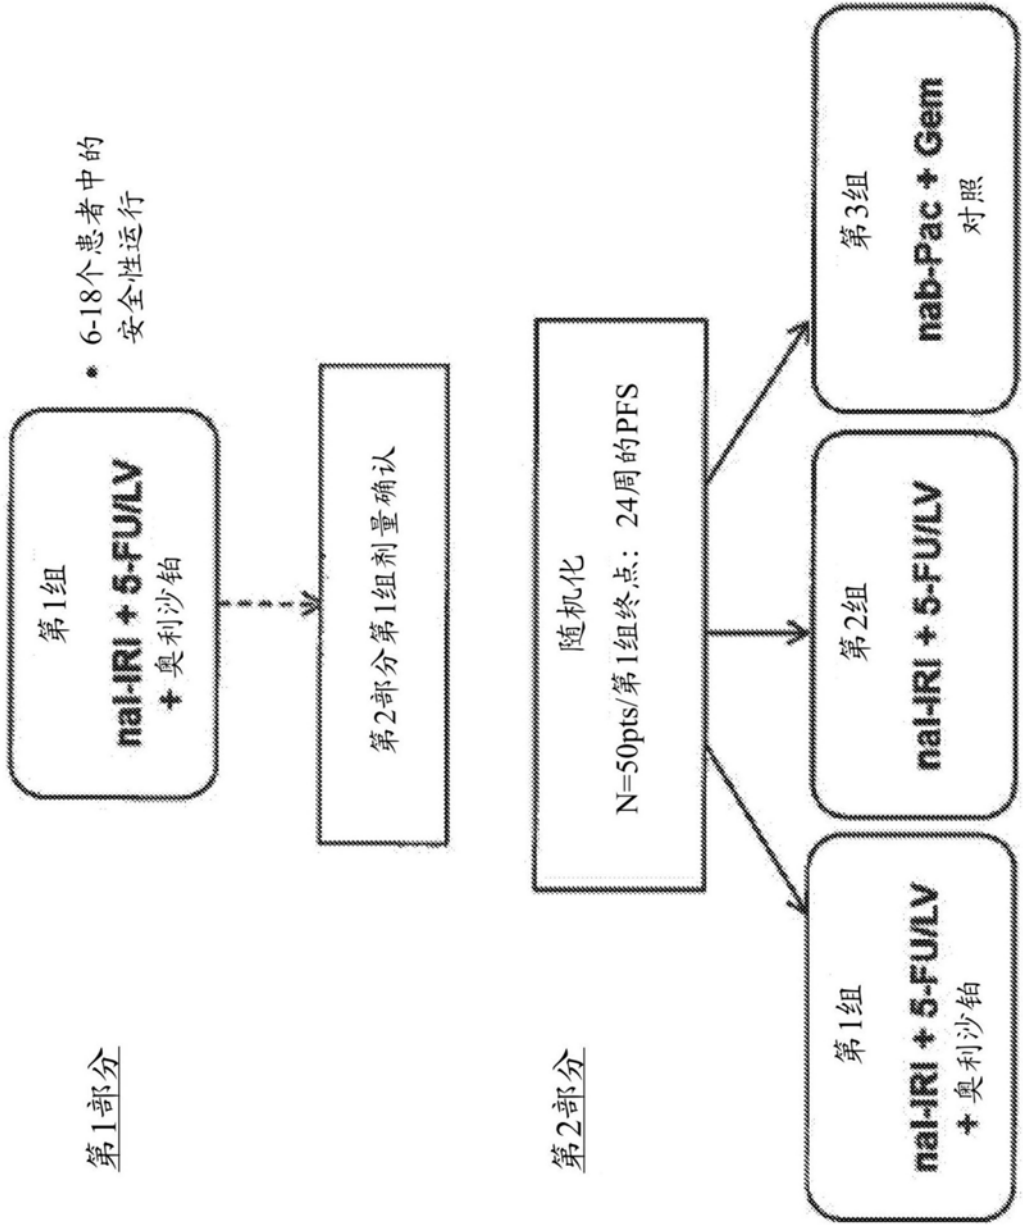 第1部分
第1组
nal-IRI + 5-FU/LV
+ 奥利沙铂
• 6-18个患者中的
安全性运行
第2部分第1组剂量确认
第2部分
随机化
N=50pts/第1组终点：24周的PFS
第1组
nal-IRI + 5-FU/LV
+ 奥利沙铂
第2组
nal-IRI + 5-FU/LV
第3组
nab-Pac + Gem
对照